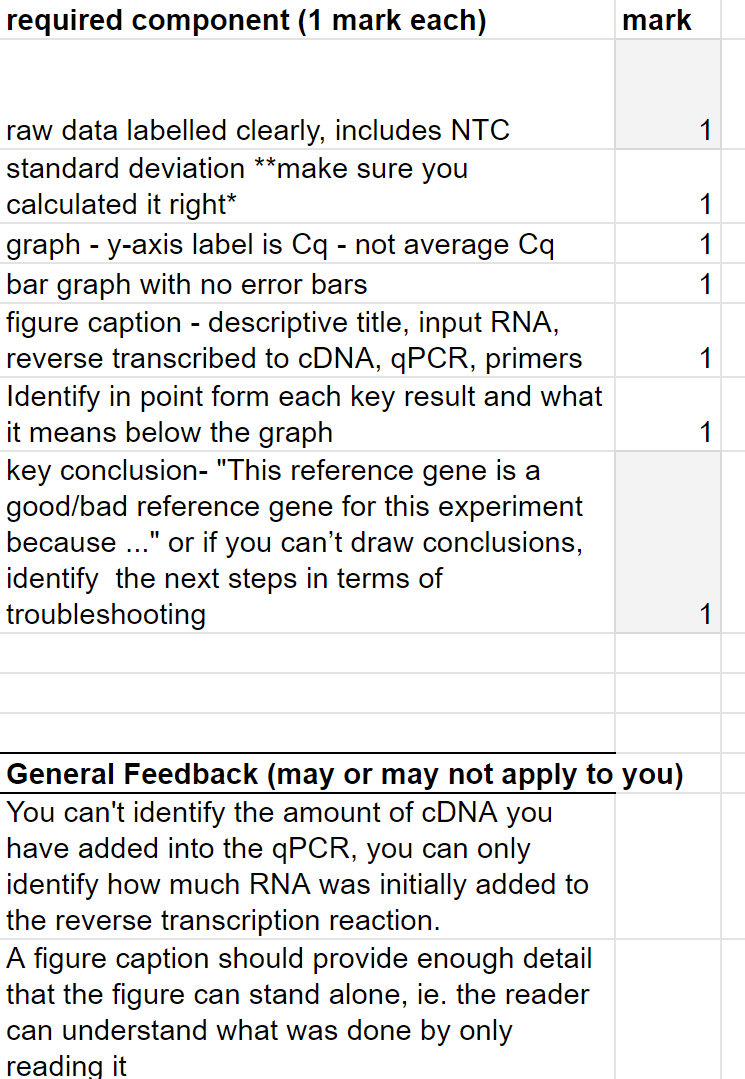 required component (1 mark each) mark
raw data labelled clearly, includes NTC 1
standard deviation **make sure you
calculated it right* 1
graph - y-axis label is Cq - not average Cq 1
bar graph with no error bars 1
figure caption - descriptive title, input RNA,
reverse transcribed to cDNA, qPCR, primers 1
Identify in point form each key result and what
it means below the graph 1
key conclusion- "This reference gene is a
good/bad reference gene for this experiment
because ..." or if you can’t draw conclusions,
identify  the next steps in terms of
troubleshooting 1
General Feedback (may or may not apply to you)
You can't identify the amount of cDNA you
have added into the qPCR, you can only
identify how much RNA was initially added to
the reverse transcription reaction.
A figure caption should provide enough detail
that the figure can stand alone, ie. the reader
can understand what was done by only
reading it